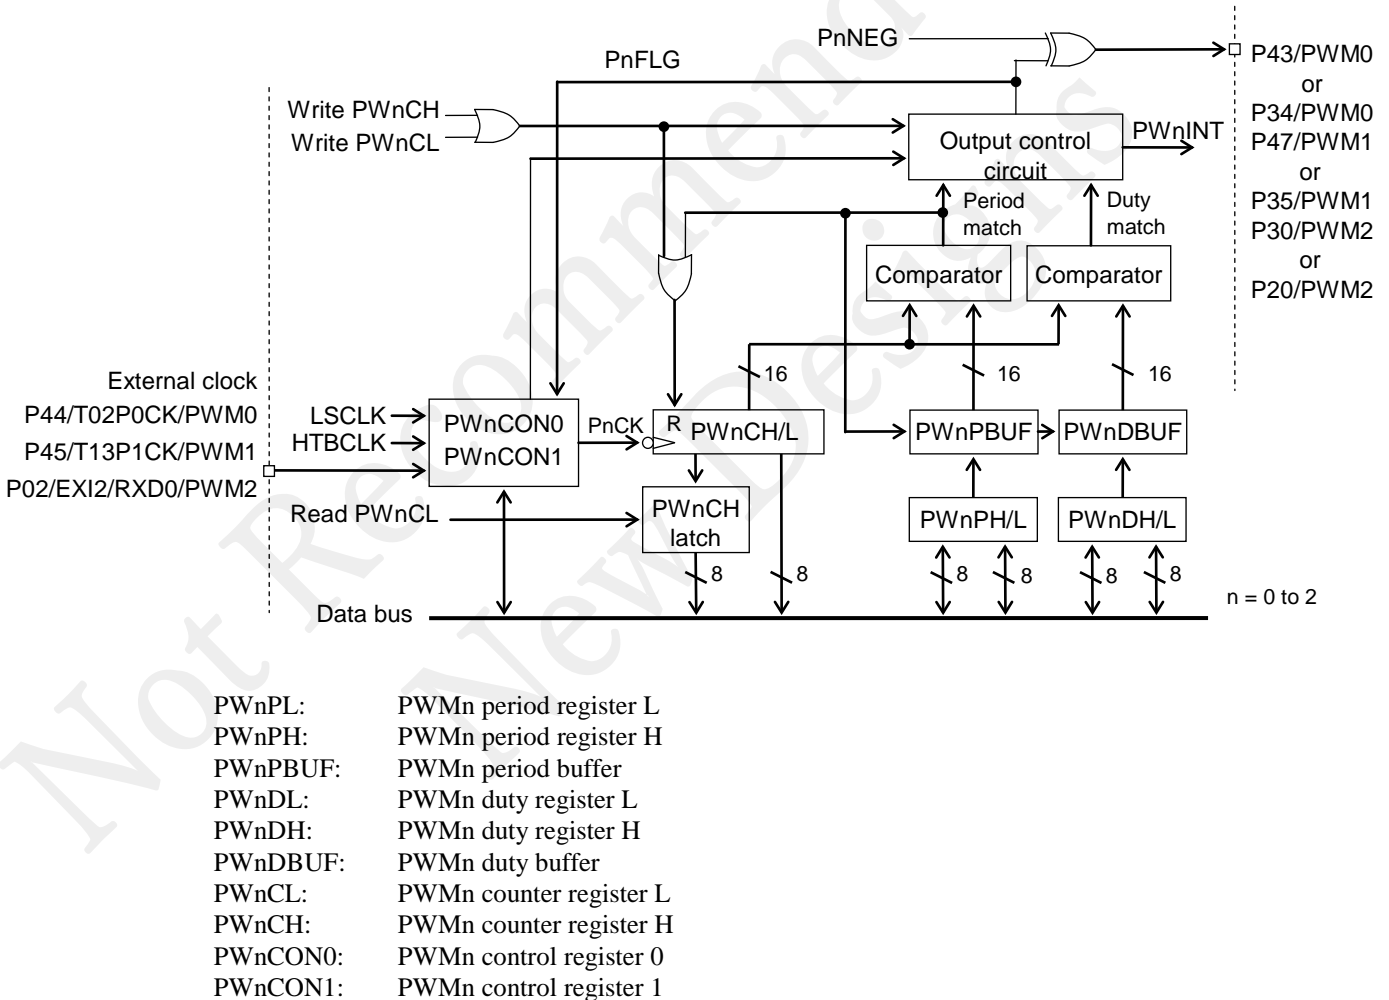 PnNEG
PnFLG
Write PWnCH
Write PWnCL
Output control
circuit
PWnINT
P43/PWM0
or
P34/PWM0
P47/PWM1
or
P35/PWM1
P30/PWM2
or
P20/PWM2
Period
match
Duty
match
Comparator
Comparator
16
16
16
External clock
P44/T02P0CK/PWM0
P45/T13P1CK/PWM1
P02/EXI2/RXD0/PWM2
LSCLK
HTBCLK
PWnCON0
PWnCON1
PnCK
R
PWnCH/L
PWnPBUF
PWnDBUF
Read PWnCL
PWnCH
latch
PWnPH/L
PWnDH/L
8
8
8
8
8
8
Data bus
n = 0 to 2
PWnPL: PWMn period register L
PWnPH: PWMn period register H
PWnPBUF: PWMn period buffer
PWnDL: PWMn duty register L
PWnDH: PWMn duty register H
PWnDBUF: PWMn duty buffer
PWnCL: PWMn counter register L
PWnCH: PWMn counter register H
PWnCON0: PWMn control register 0
PWnCON1: PWMn control register 1
Not Recommend
New Designs